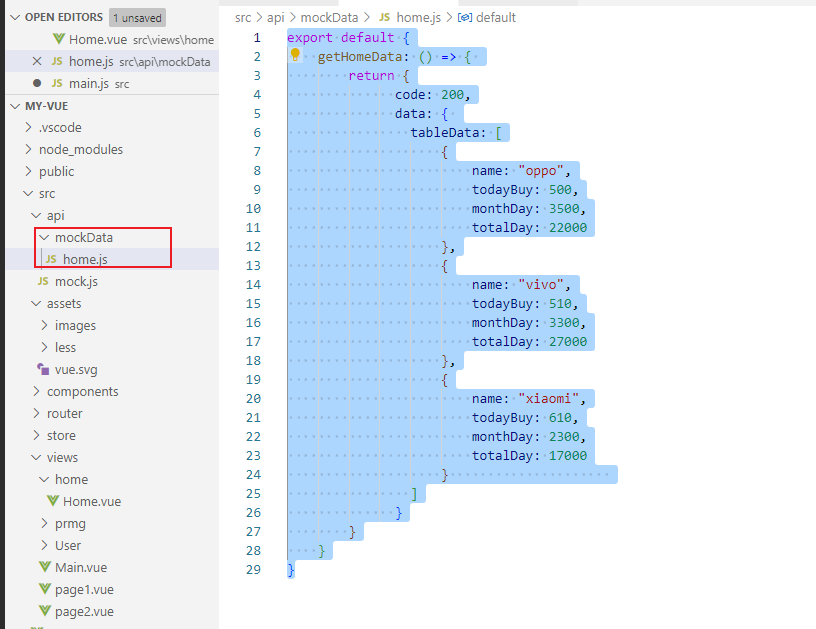 OPEN EDITORS 1 unsaved
Home.vue src\views\home
JS home.js src\api\mockData
JS main.js src
MY-VUE
.vscode
node_modules
public
src
api
mockData
JS home.js
JS mock.js
assets
images
less
vue.svg
components
router
store
views
home
Home.vue
prmg
User
Main.vue
page1.vue
page2.vue
src > api > mockData > JS home.js > default
1 export default {
2 getHomeData: () => {
3 return {
4 code: 200,
5 data: {
6 tableData: [
7 {
8 name: "oppo",
9 todayBuy: 500,
10 monthDay: 3500,
11 totalDay: 22000
12 },
13 {
14 name: "vivo",
15 todayBuy: 510,
16 monthDay: 3300,
17 totalDay: 27000
18 },
19 {
20 name: "xiaomi",
21 todayBuy: 610,
22 monthDay: 2300,
23 totalDay: 17000
24 }
25 ]
26 }
27 }
28 }
29 }